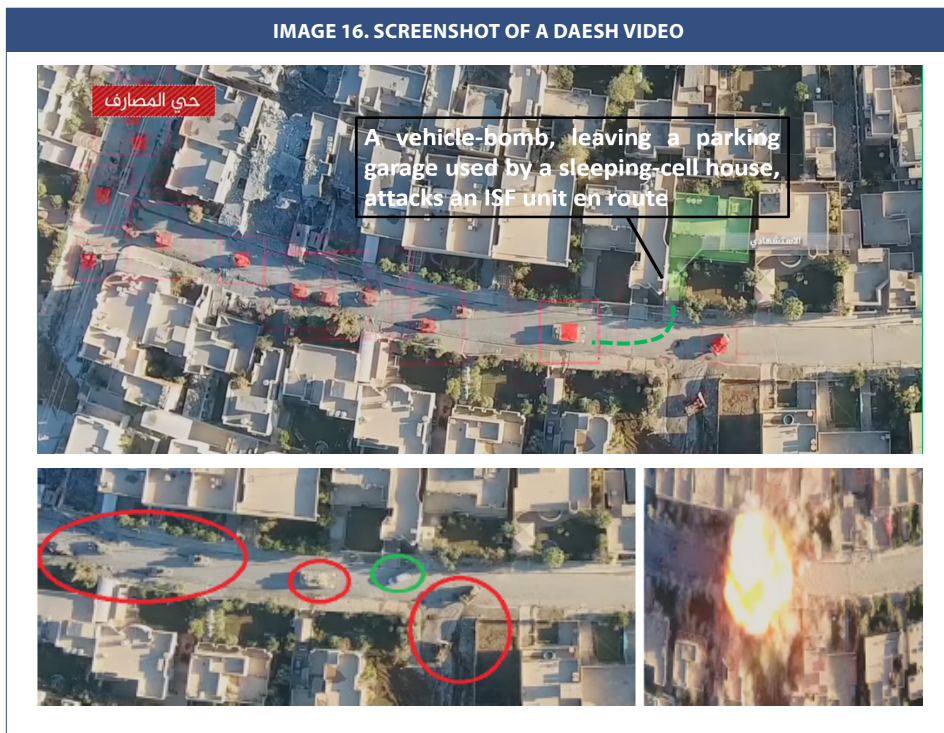 IMAGE 16. SCREENSHOT OF A DAESH VIDEO
حي المصارف
A vehicle-bomb, leaving a parking
garage used by a sleeping-cell house,
attacks an ISF unit en route
الاستشهادي